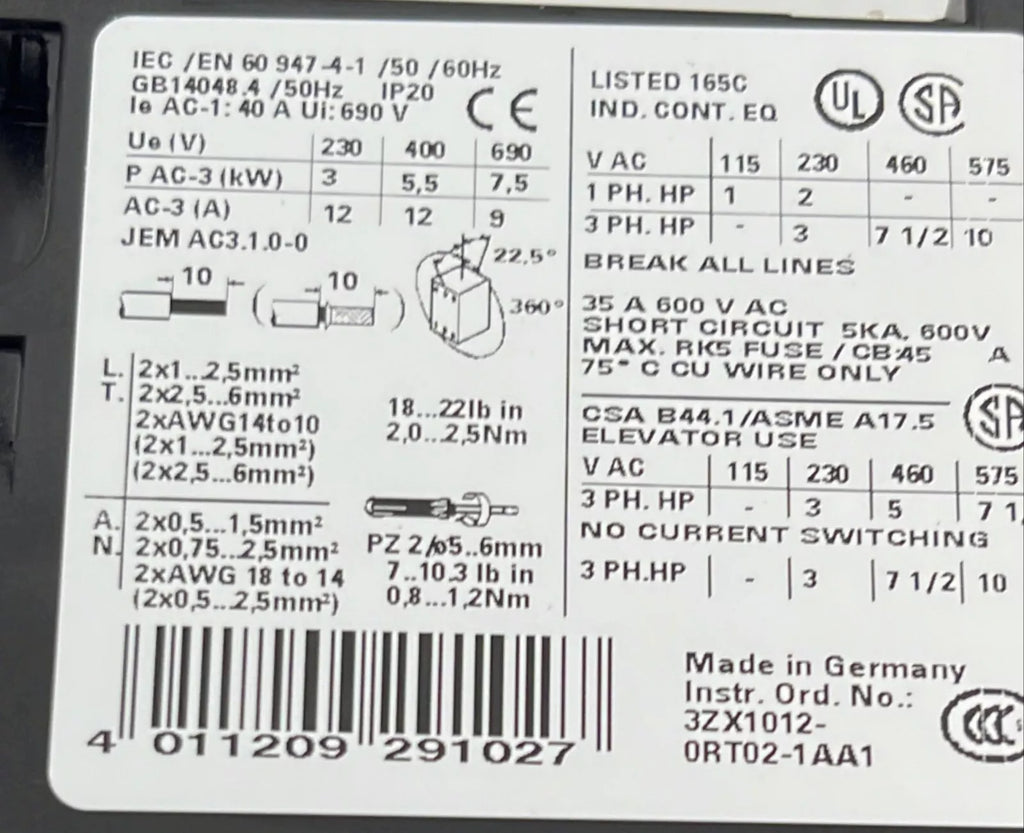 IEC /EN 60 947-4-1 /50 /60Hz
GB14048.4 /50Hz IP20
Ie AC-1: 40 A Ui: 690 V
CE
Ue (V) 230 400 690
P AC-3 (kW) 3 5,5 7,5
AC-3 (A) 12 12 9
JEM AC3.1.0-0
10 ( 10 )
22,5°
360°
L. 2x1...2,5mm²
T. 2x2,5...6mm²
2xAWG14to10
(2x1...2,5mm²)
(2x2,5...6mm²)
18...22lb in
2,0...2,5Nm
A. 2x0,5...1,5mm²
N. 2x0,75...2,5mm²
2xAWG 18 to 14
(2x0,5...2,5mm²)
PZ 2/ø5..6mm
7..10.3 lb in
0,8...1,2Nm
4 011209 291027
LISTED 165C
IND. CONT. EQ
UL SA
V AC 115 230 460 575
1 PH. HP 1 2 - -
3 PH. HP - 3 7 1/2 10
BREAK ALL LINES
35 A 600 V AC
SHORT CIRCUIT 5KA, 600V
MAX. RK5 FUSE / CB:45 A
75° C CU WIRE ONLY
CSA B44.1/ASME A17.5
ELEVATOR USE
SA
V AC 115 230 460 575
3 PH. HP - 3 5 7 1
NO CURRENT SWITCHING
3 PH.HP - 3 7 1/2 10
Made in Germany
Instr. Ord. No.:
3ZX1012-
0RT02-1AA1
CCC